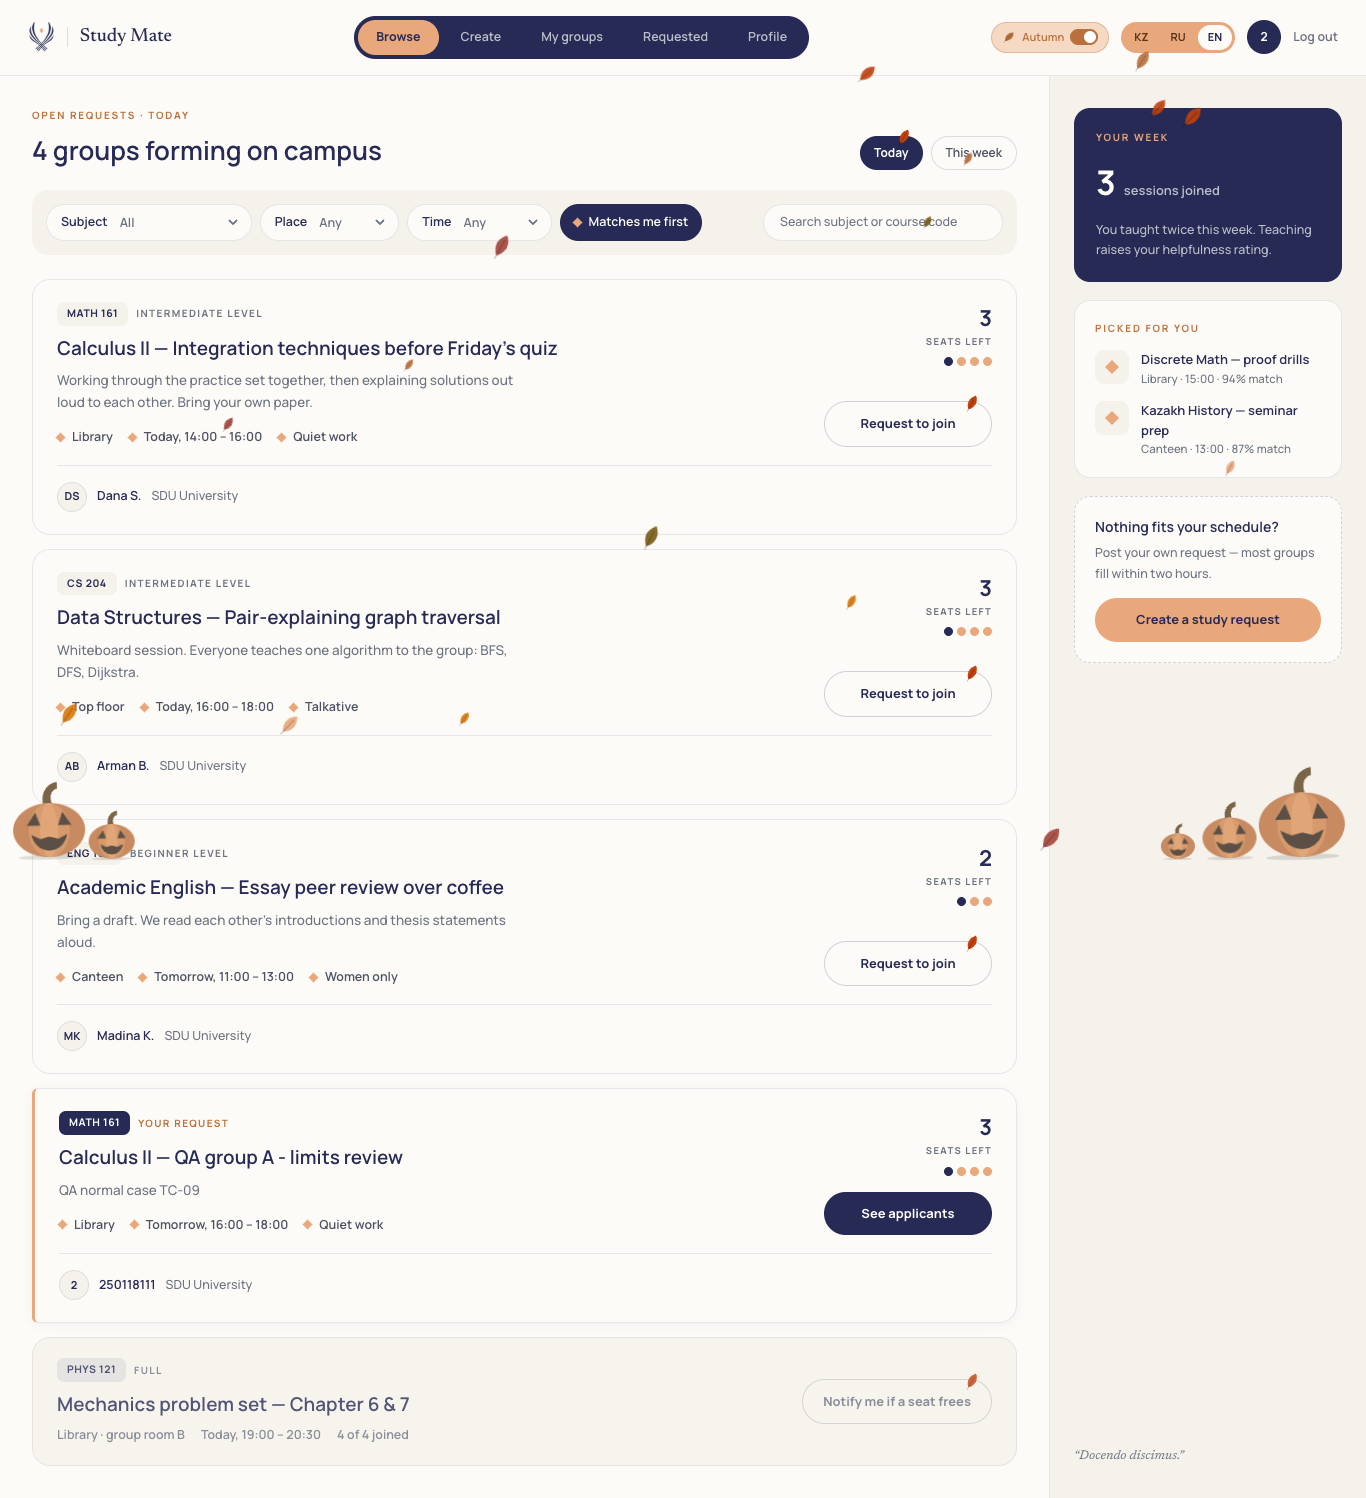 Study Mate
Browse
Create
My groups
Requested
Profile
Autumn
KZ
RU
EN
2
Log out
OPEN REQUESTS · TODAY
4 groups forming on campus
Today
This week
Subject All
Place Any
Time Any
Matches me first
Search subject or course code
MATH 161 INTERMEDIATE LEVEL
Calculus II — Integration techniques before Friday's quiz
Working through the practice set together, then explaining solutions out
loud to each other. Bring your own paper.
Library Today, 14:00 – 16:00 Quiet work
3
SEATS LEFT
Request to join
DS Dana S. SDU University
CS 204 INTERMEDIATE LEVEL
Data Structures — Pair-explaining graph traversal
Whiteboard session. Everyone teaches one algorithm to the group: BFS,
DFS, Dijkstra.
Top floor Today, 16:00 – 18:00 Talkative
3
SEATS LEFT
Request to join
AB Arman B. SDU University
ENG BEGINNER LEVEL
Academic English — Essay peer review over coffee
Bring a draft. We read each other's introductions and thesis statements
aloud.
Canteen Tomorrow, 11:00 – 13:00 Women only
2
SEATS LEFT
Request to join
MK Madina K. SDU University
MATH 161 YOUR REQUEST
Calculus II — QA group A - limits review
QA normal case TC-09
Library Tomorrow, 16:00 – 18:00 Quiet work
3
SEATS LEFT
See applicants
2 250118111 SDU University
PHYS 121 FULL
Mechanics problem set — Chapter 6 & 7
Library · group room B Today, 19:00 – 20:30 4 of 4 joined
Notify me if a seat frees
YOUR WEEK
3 sessions joined
You taught twice this week. Teaching
raises your helpfulness rating.
PICKED FOR YOU
Discrete Math — proof drills
Library · 15:00 · 94% match
Kazakh History — seminar
prep
Canteen · 13:00 · 87% match
Nothing fits your schedule?
Post your own request — most groups
fill within two hours.
Create a study request
“Docendo discimus.”